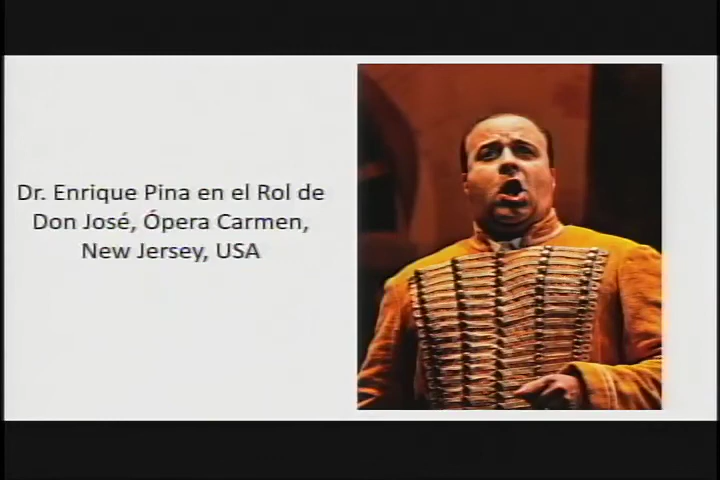 Dr. Enrique Pina en el Rol de
Don José, Ópera Carmen,
New Jersey, USA